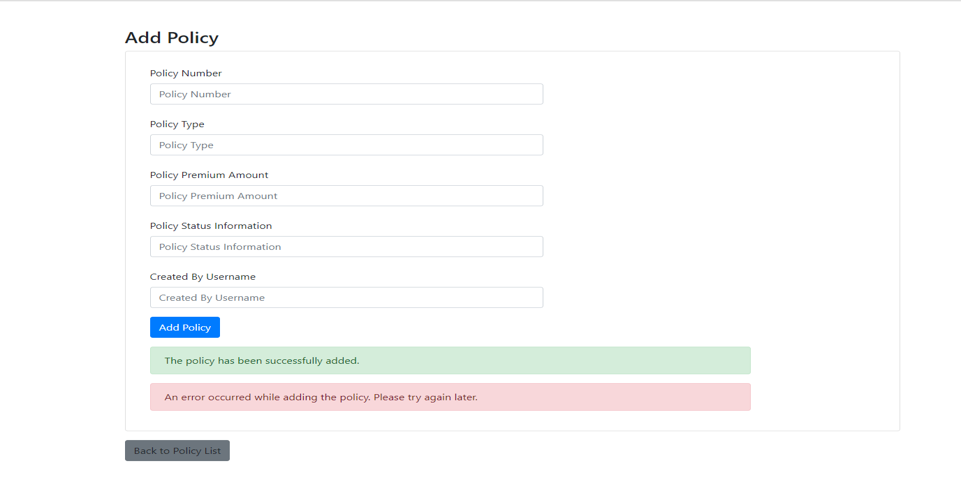 Add Policy
Policy Number
Policy Number
Policy Type
Policy Type
Policy Premium Amount
Policy Premium Amount
Policy Status Information
Policy Status Information
Created By Username
Created By Username
Add Policy
The policy has been successfully added.
An error occurred while adding the policy. Please try again later.
Back to Policy List